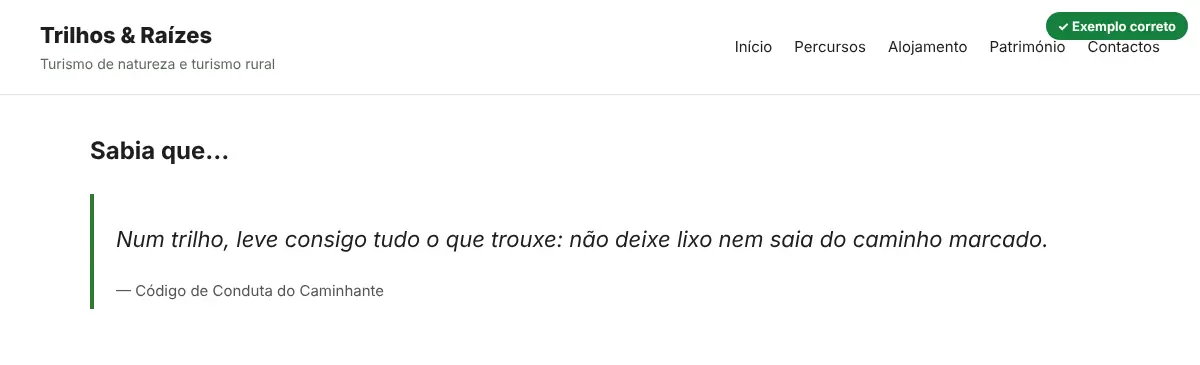 Trilhos & Raízes
Turismo de natureza e turismo rural
✓ Exemplo correto
Início Percursos Alojamento Património Contactos
Sabia que...
Num trilho, leve consigo tudo o que trouxe: não deixe lixo nem saia do caminho marcado.
— Código de Conduta do Caminhante